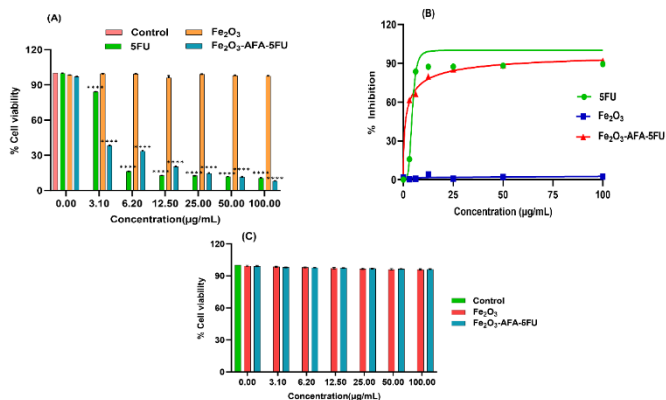 (A)
Control
Fe₂O₃
5FU
Fe₂O₃-AFA-5FU
% Cell viability
120
90
60
30
0
**** **** **** **** **** **** **** **** **** **** **** ****
0.00 3.10 6.20 12.50 25.00 50.00 100.00
Concentration(µg/mL)
(B)
% Inhibition
120
90
60
30
0
5FU
Fe₂O₃
Fe₂O₃-AFA-5FU
0 25 50 75 100
Concentration (µg/mL)
(C)
% Cell viability
120
90
60
30
0
Control
Fe₂O₃
Fe₂O₃-AFA-5FU
0.00 3.10 6.20 12.50 25.00 50.00 100.00
Concentration(µg/mL)